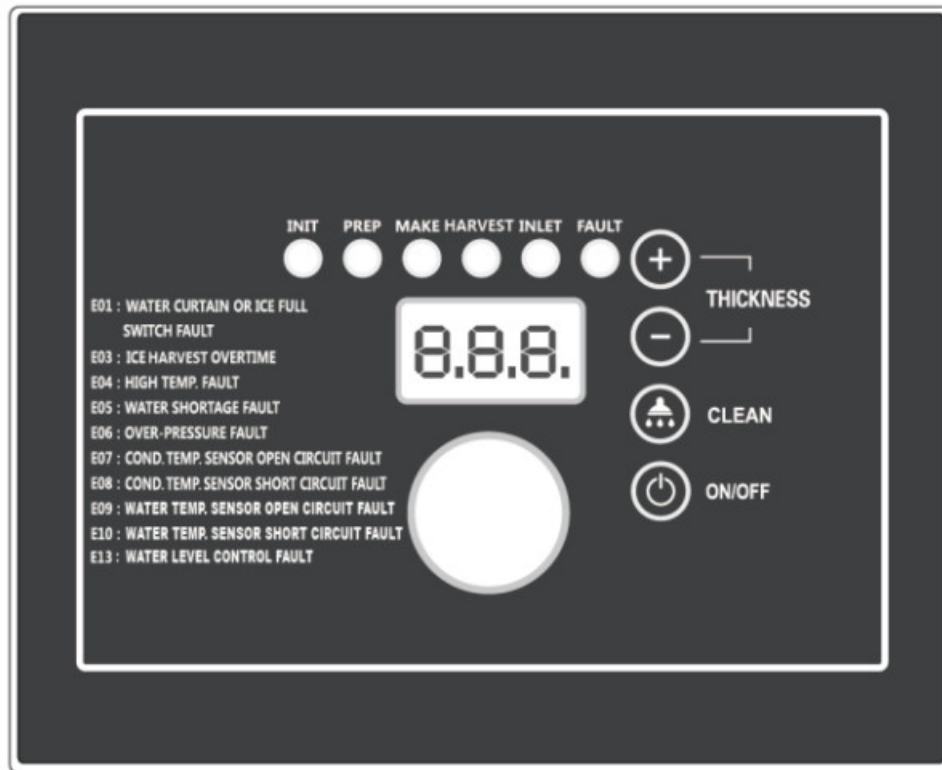 INIT PREP MAKE HARVEST INLET FAULT
THICKNESS
E01 : WATER CURTAIN OR ICE FULL
SWITCH FAULT
E03 : ICE HARVEST OVERTIME
E04 : HIGH TEMP. FAULT
E05 : WATER SHORTAGE FAULT
E06 : OVER-PRESSURE FAULT
E07 : COND. TEMP. SENSOR OPEN CIRCUIT FAULT
E08 : COND. TEMP. SENSOR SHORT CIRCUIT FAULT
E09 : WATER TEMP. SENSOR OPEN CIRCUIT FAULT
E10 : WATER TEMP. SENSOR SHORT CIRCUIT FAULT
E13 : WATER LEVEL CONTROL FAULT
8.8.8.
+
−
CLEAN
ON/OFF